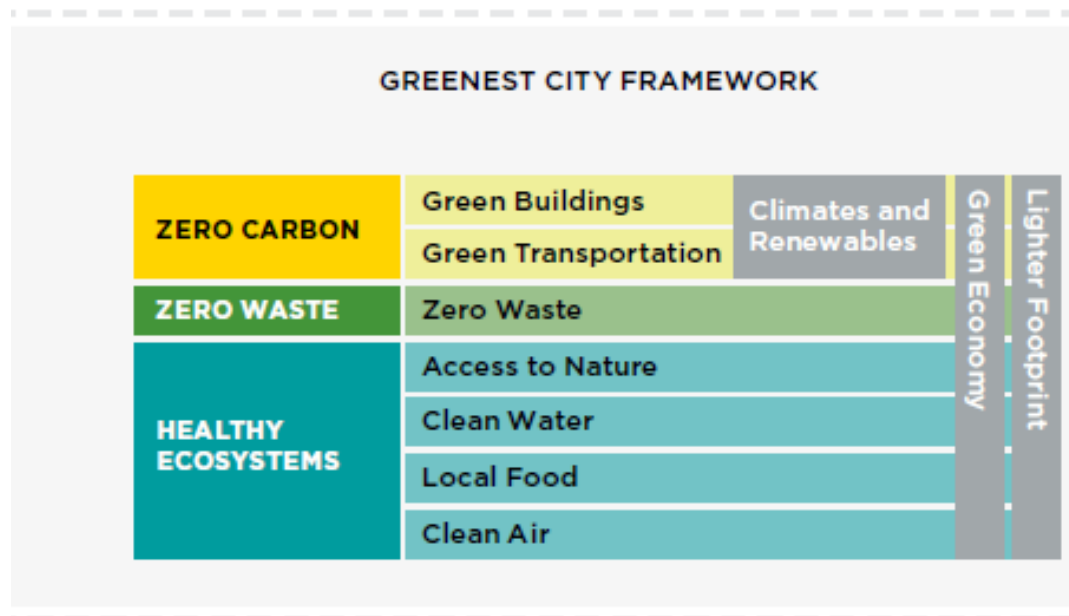 GREENEST CITY FRAMEWORK
ZERO CARBON
Green Buildings
Green Transportation
Climates and
Renewables
ZERO WASTE
Zero Waste
HEALTHY
ECOSYSTEMS
Access to Nature
Clean Water
Local Food
Clean Air
Green Economy
Lighter Footprint